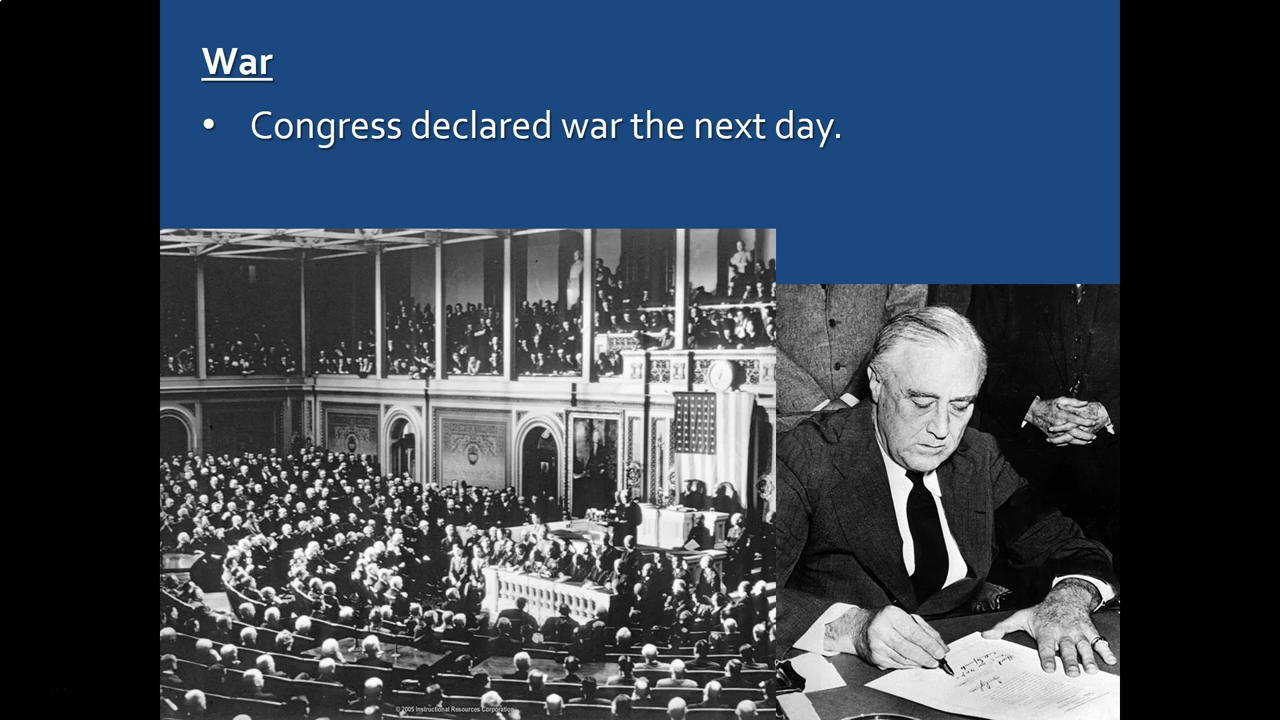 War
• Congress declared war the next day.
© 2005 Instructional Resources Corporation